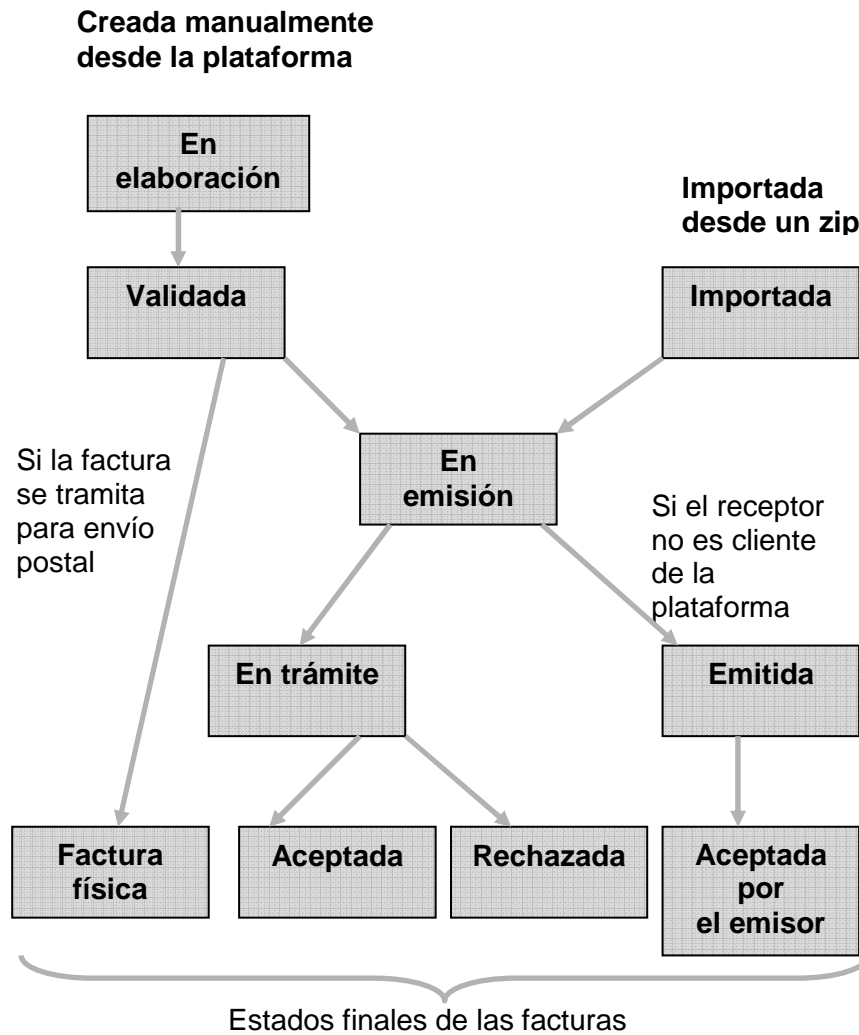 Creada manualmente
desde la plataforma
En
elaboración
Importada
desde un zip
Validada
Importada
Si la factura
se tramita
para envío
postal
En
emisión
Si el receptor
no es cliente
de la
plataforma
En trámite
Emitida
Factura
física
Aceptada
Rechazada
Aceptada
por
el emisor
Estados finales de las facturas